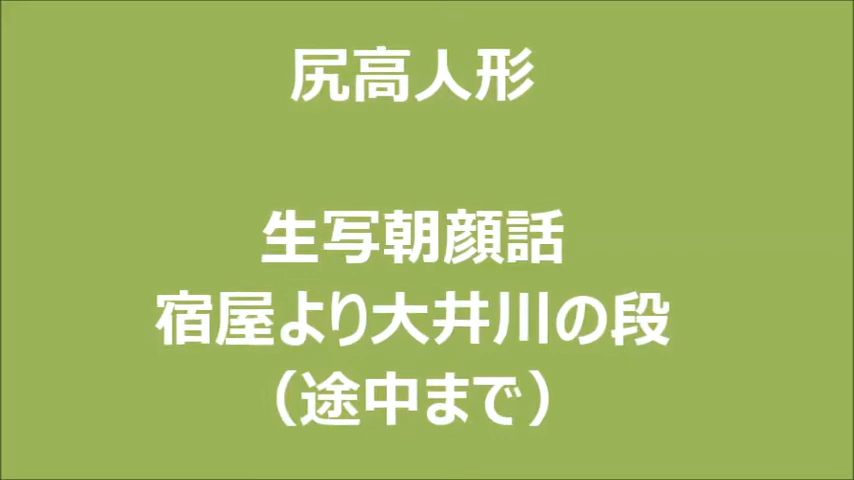 尻高人形
生写朝顔話
宿屋より大井川の段
（途中まで）